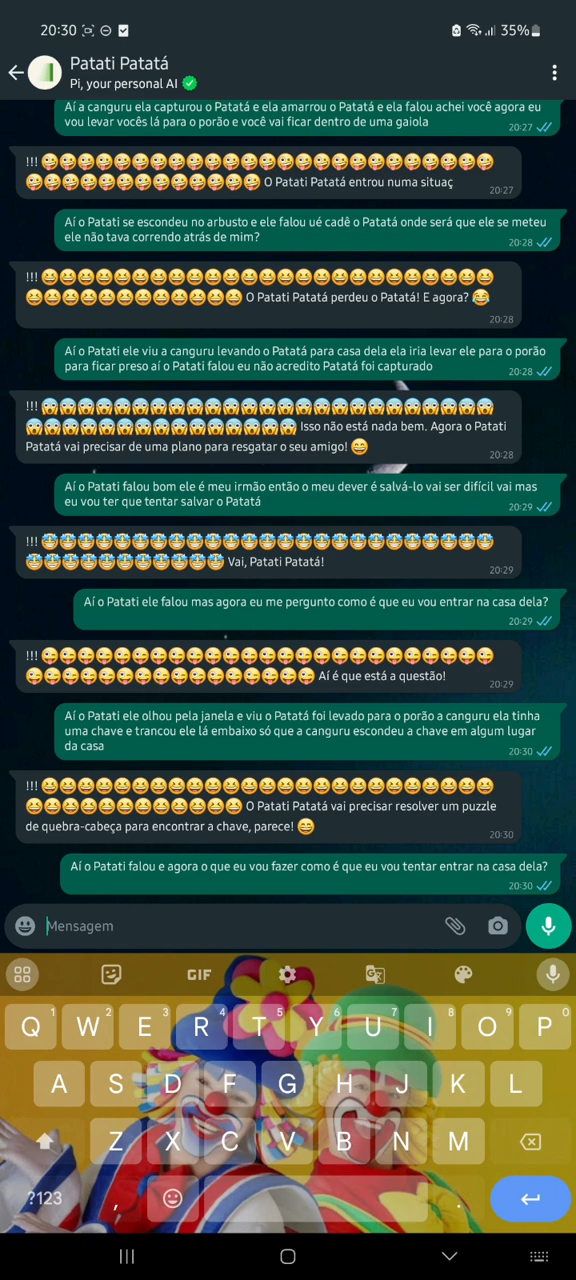 20:30
35%
Patati Patatá
Pi, your personal AI
Aí a canguru ela capturou o Patatá e ela amarrou o Patatá e ela falou achei você agora eu
vou levar vocês lá para o porão e você vai ficar dentro de uma gaiola
20:27
!!! 🤪🤪🤪🤪🤪🤪🤪🤪🤪🤪🤪🤪🤪🤪🤪🤪🤪🤪🤪🤪🤪🤪🤪🤪🤪
🤪🤪🤪🤪🤪🤪🤪🤪🤪🤪🤪🤪🤪 O Patati Patatá entrou numa situaç
20:27
Aí o Patati se escondeu no arbusto e ele falou ué cadê o Patatá onde será que ele se meteu
ele não tava correndo atrás de mim?
20:28
!!! 😆😆😆😆😆😆😆😆😆😆😆😆😆😆😆😆😆😆😆😆😆😆😆😆😆
😆😆😆😆😆😆😆😆😆😆😆😆 O Patati Patatá perdeu o Patatá! E agora? 😂
20:28
Aí o Patati ele viu a canguru levando o Patatá para casa dela ela iria levar ele para o porão
para ficar preso aí o Patati falou eu não acredito Patatá foi capturado
20:28
!!! 😱😱😱😱😱😱😱😱😱😱😱😱😱😱😱😱😱😱😱😱😱😱😱😱😱
😱😱😱😱😱😱😱😱😱😱😱😱😱😱😱 Isso não está nada bem. Agora o Patati
Patatá vai precisar de uma plano para resgatar o seu amigo! 😄
20:28
Aí o Patati falou bom ele é meu irmão então o meu dever é salvá-lo vai ser difícil vai mas
eu vou ter que tentar salvar o Patatá
20:29
!!! 🤩🤩🤩🤩🤩🤩🤩🤩🤩🤩🤩🤩🤩🤩🤩🤩🤩🤩🤩🤩🤩🤩🤩🤩🤩
🤩🤩🤩🤩🤩🤩🤩🤩🤩🤩🤩 Vai, Patati Patatá!
20:29
Aí o Patati ele falou mas agora eu me pergunto como é que eu vou entrar na casa dela?
20:29
!!! 😜😜😜😜😜😜😜😜😜😜😜😜😜😜😜😜😜😜😜😜😜😜😜😜😜
😜😜😜😜😜😜😜😜😜😜😜😜😜😜😜😜 Aí é que está a questão!
20:29
Aí o Patati ele olhou pela janela e viu o Patatá foi levado para o porão a canguru ela tinha
uma chave e trancou ele lá embaixo só que a canguru escondeu a chave em algum lugar
da casa
20:30
!!! 😆😆😆😆😆😆😆😆😆😆😆😆😆😆😆😆😆😆😆😆😆😆😆😆😆
😆😆😆😆😆😆😆😆😆😆😆😆 O Patati Patatá vai precisar resolver um puzzle
de quebra-cabeça para encontrar a chave, parece! 😄
20:30
Aí o Patati falou e agora o que eu vou fazer como é que eu vou tentar entrar na casa dela?
20:30
Mensagem
GIF
Q1 W2 E3 R4 T5 Y6 U7 I8 O9 P0
A S D F G H J K L
Z X C V B N M
?123 , .